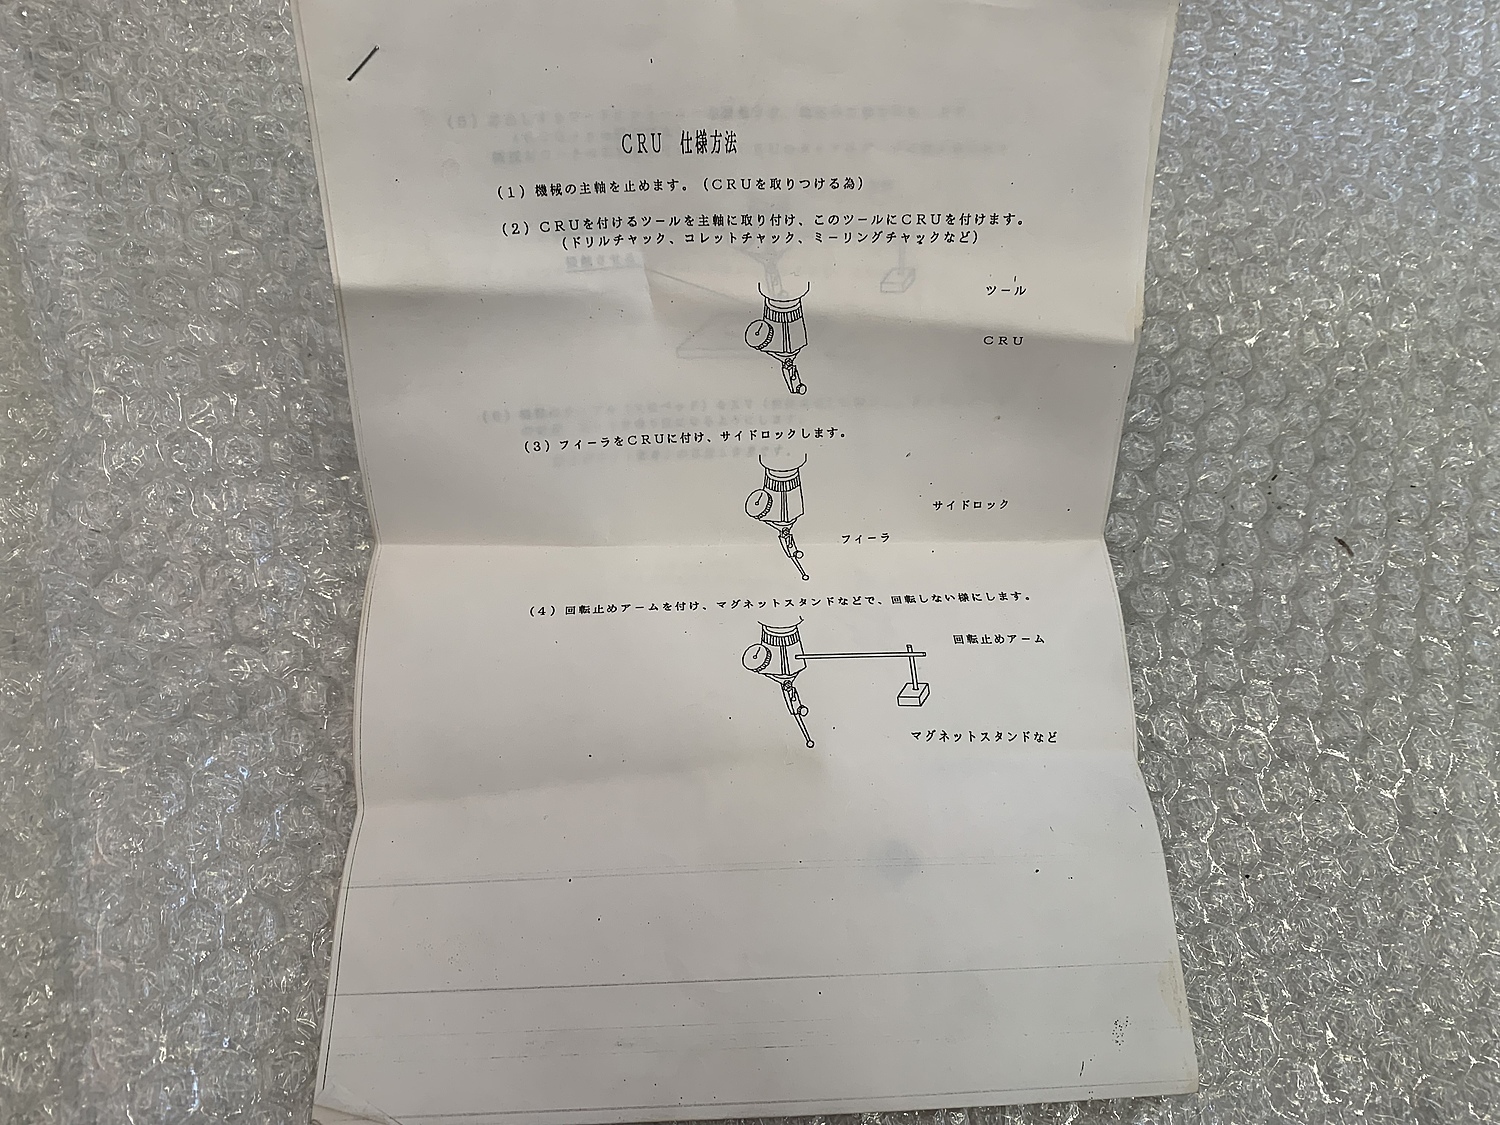 CRU 仕様方法
(1) 機械の主軸を止めます。(CRUを取りつける為)
(2) CRUを付けるツールを主軸に取り付け、このツールにCRUを付けます。
(ドリルチャック、コレットチャック、ミーリングチャックなど)
ツール
CRU
(3) フィーラをCRUに付け、サイドロックします。
サイドロック
フィーラ
(4) 回転止めアームを付け、マグネットスタンドなどで、回転しない様にします。
回転止めアーム
マグネットスタンドなど